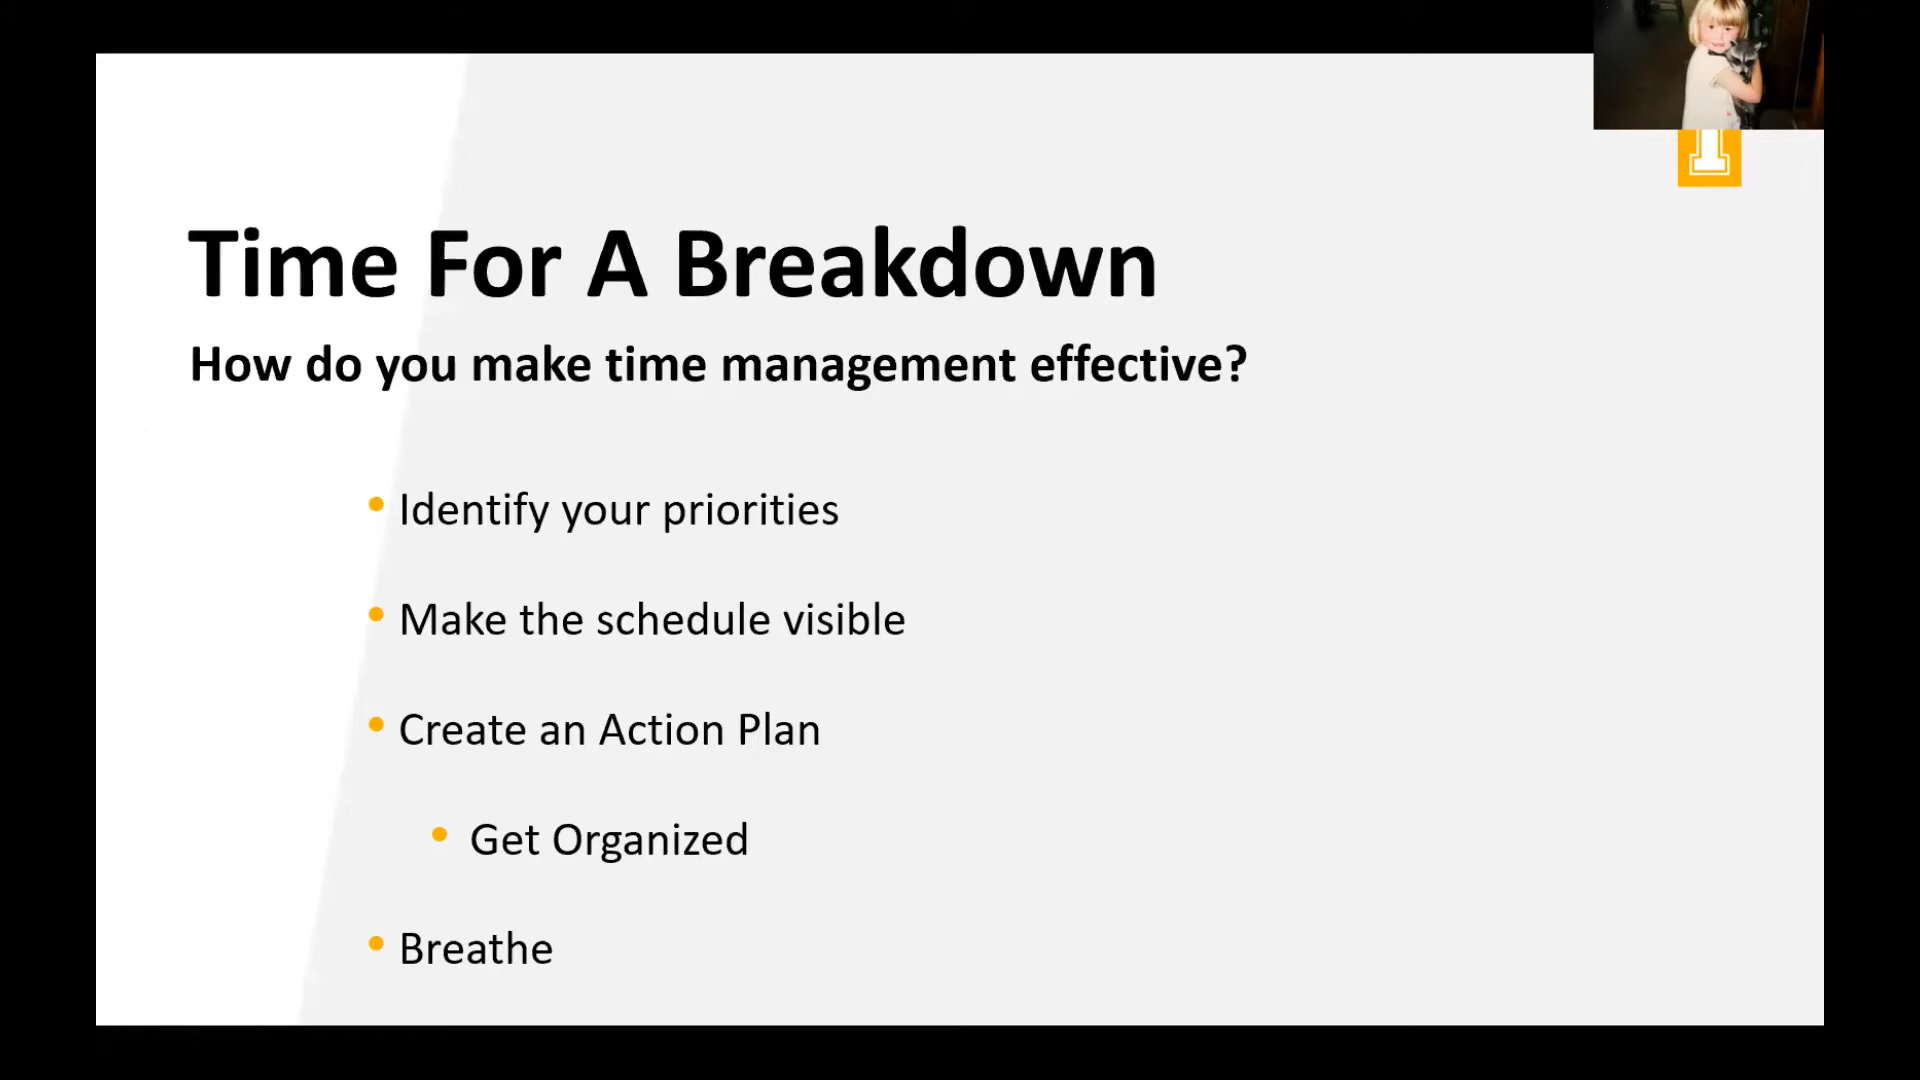 Time For A Breakdown
How do you make time management effective?
• Identify your priorities
• Make the schedule visible
• Create an Action Plan
• Get Organized
• Breathe